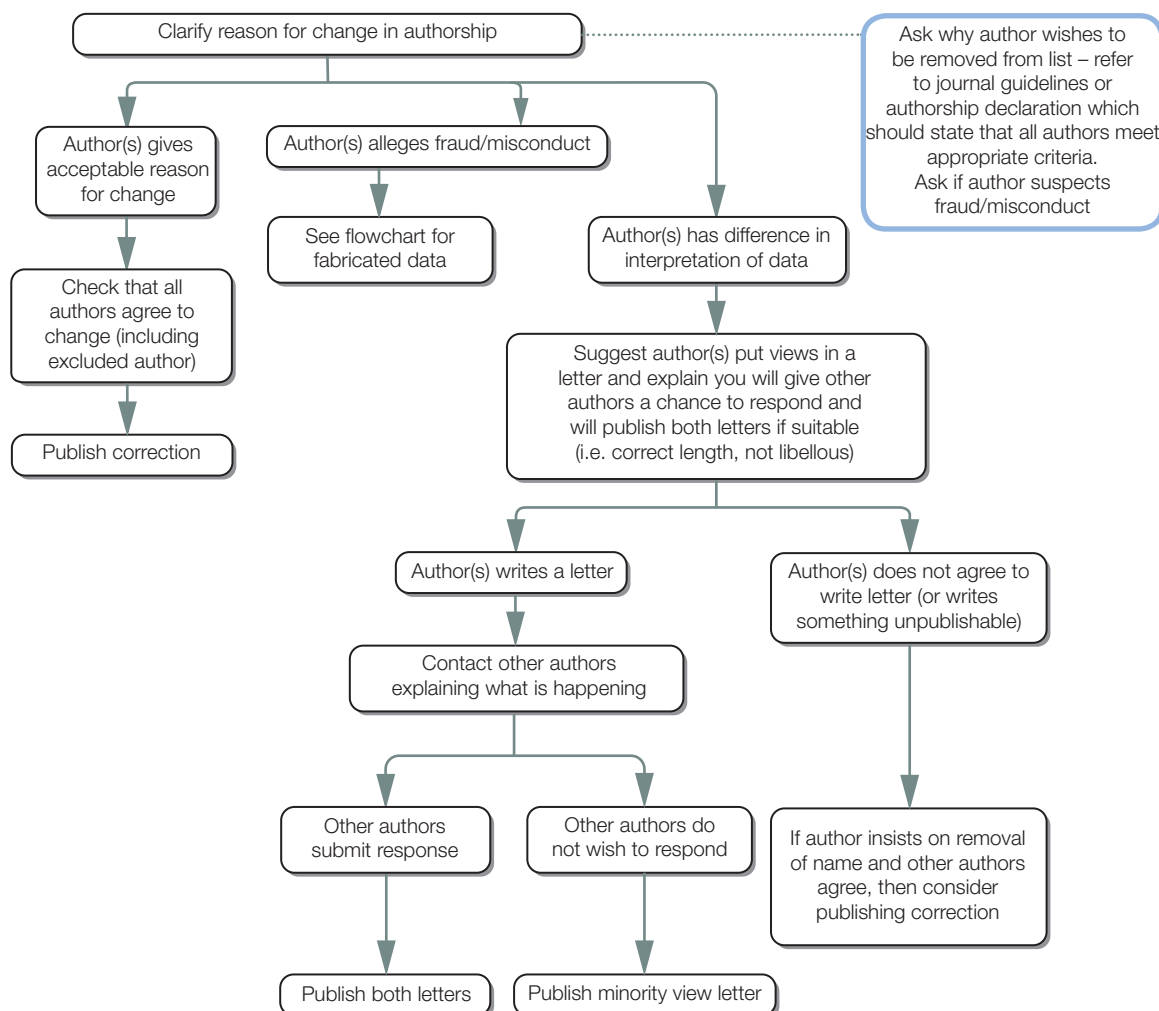 Clarify reason for change in authorship
Ask why author wishes to
be removed from list – refer
to journal guidelines or
authorship declaration which
should state that all authors meet
appropriate criteria.
Ask if author suspects
fraud/misconduct
Author(s) gives
acceptable reason
for change
Author(s) alleges fraud/misconduct
See flowchart for
fabricated data
Author(s) has difference in
interpretation of data
Check that all
authors agree to
change (including
excluded author)
Publish correction
Suggest author(s) put views in a
letter and explain you will give other
authors a chance to respond and
will publish both letters if suitable
(i.e. correct length, not libellous)
Author(s) writes a letter
Author(s) does not agree to
write letter (or writes
something unpublishable)
Contact other authors
explaining what is happening
Other authors
submit response
Other authors do
not wish to respond
If author insists on removal
of name and other authors
agree, then consider
publishing correction
Publish both letters
Publish minority view letter